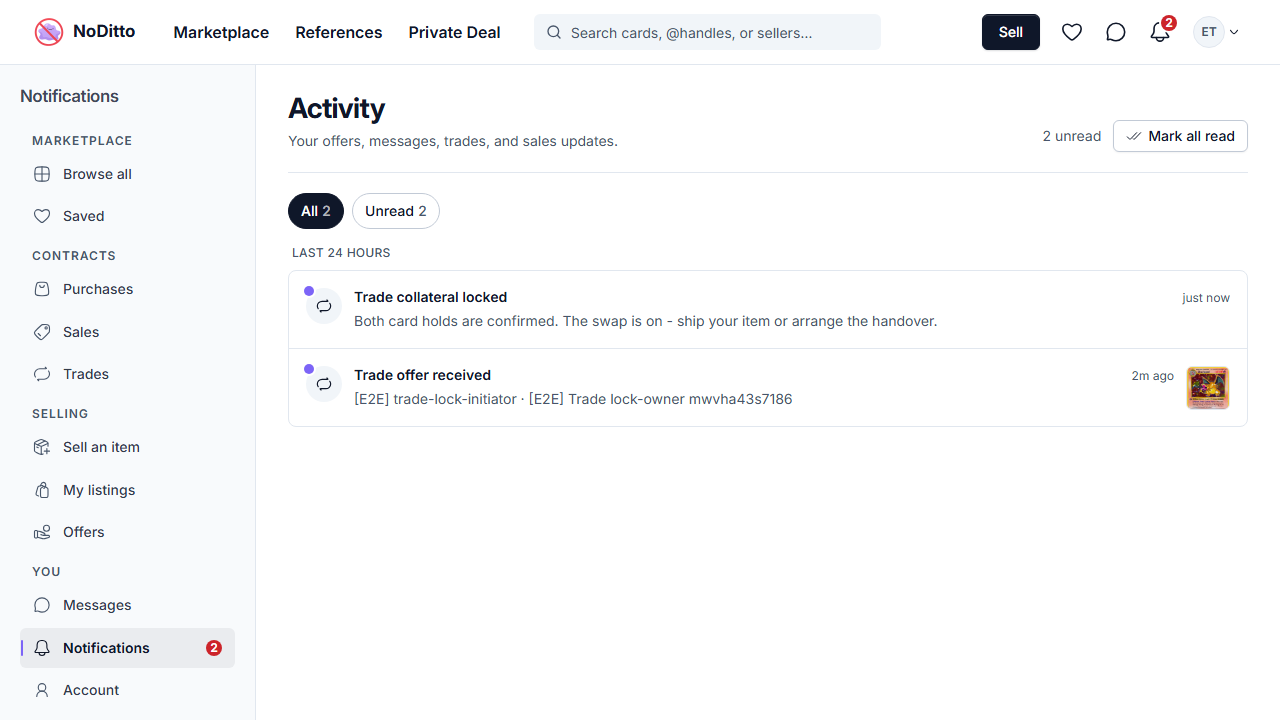 NoDitto
Marketplace
References
Private Deal
Search cards, @handles, or sellers...
Sell
2
ET
Notifications
MARKETPLACE
Browse all
Saved
CONTRACTS
Purchases
Sales
Trades
SELLING
Sell an item
My listings
Offers
YOU
Messages
Notifications 2
Account
Activity
Your offers, messages, trades, and sales updates.
2 unread
Mark all read
All 2
Unread 2
LAST 24 HOURS
Trade collateral locked
just now
Both card holds are confirmed. The swap is on - ship your item or arrange the handover.
Trade offer received
2m ago
[E2E] trade-lock-initiator · [E2E] Trade lock-owner mwvha43s7186